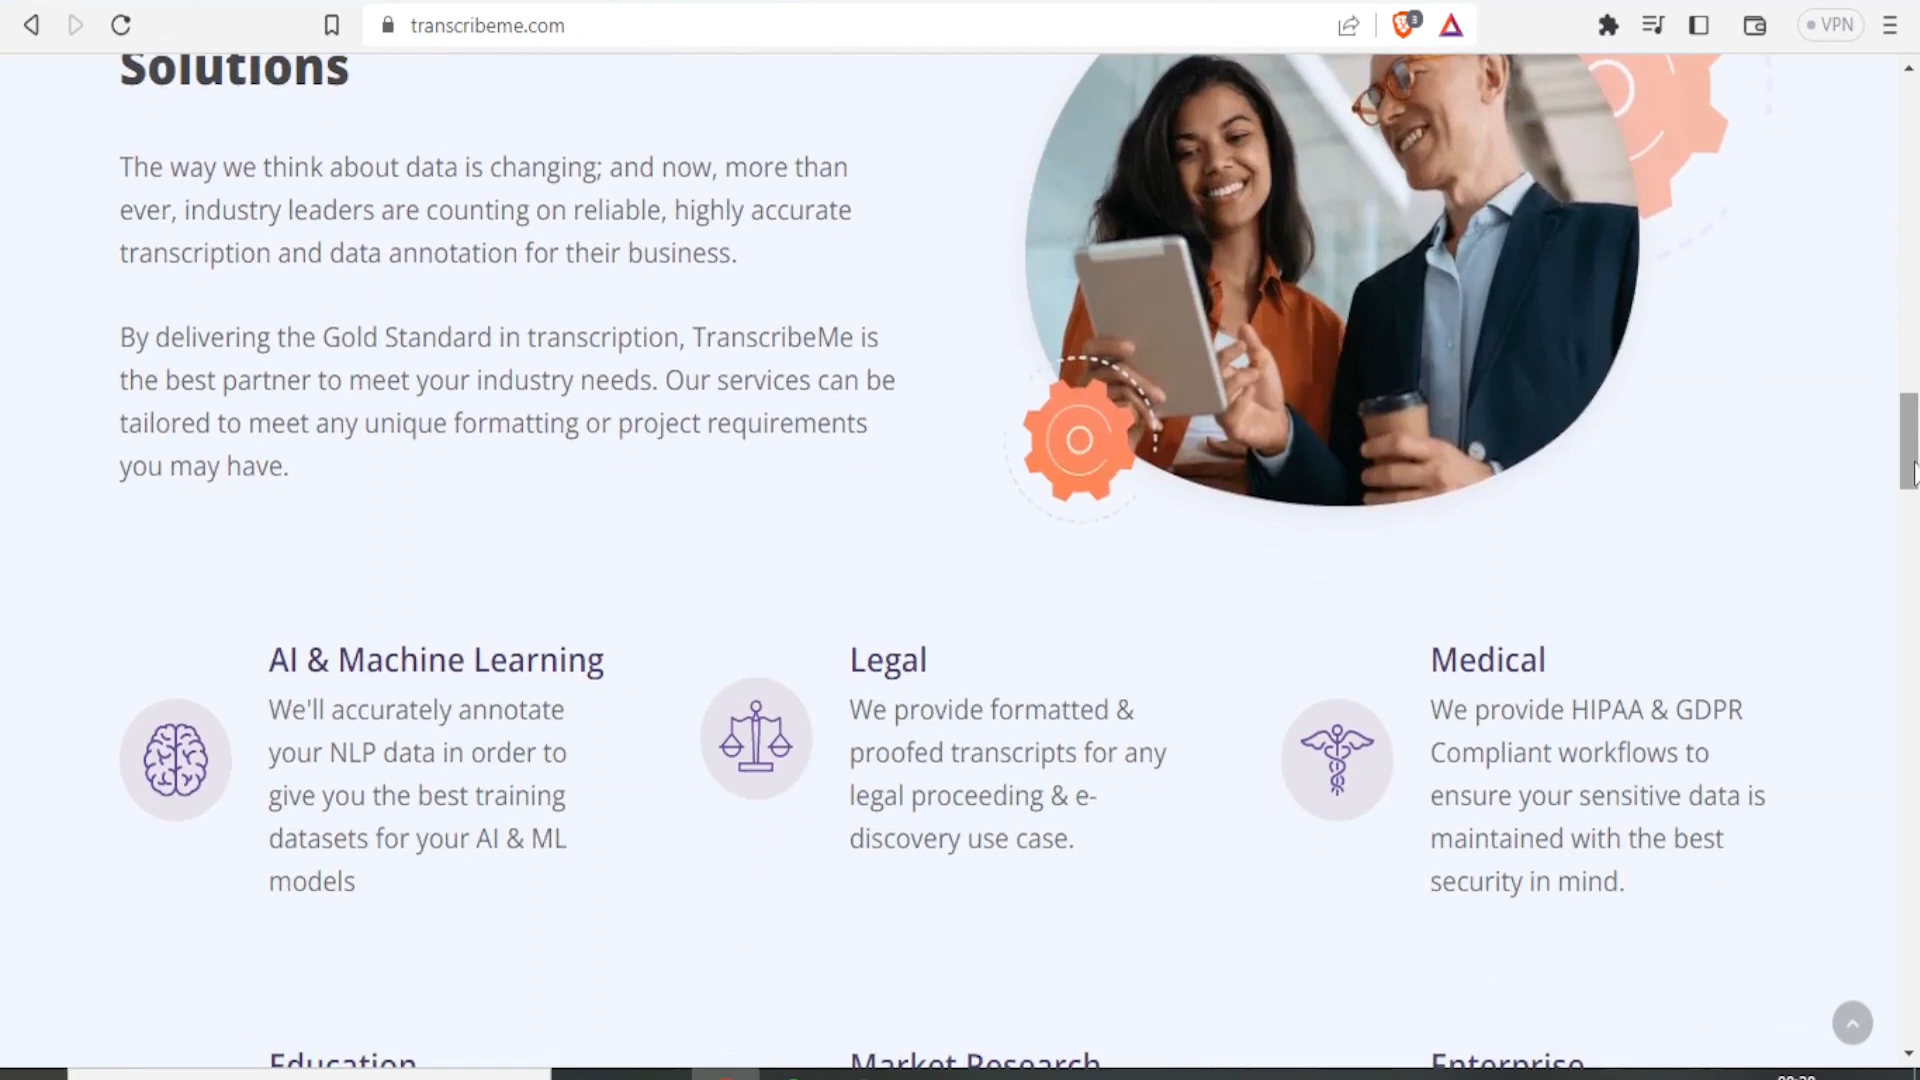 transcribeme.com
3
VPN
Solutions
The way we think about data is changing; and now, more than
ever, industry leaders are counting on reliable, highly accurate
transcription and data annotation for their business.
By delivering the Gold Standard in transcription, TranscribeMe is
the best partner to meet your industry needs. Our services can be
tailored to meet any unique formatting or project requirements
you may have.
AI & Machine Learning
We'll accurately annotate
your NLP data in order to
give you the best training
datasets for your AI & ML
models
Legal
We provide formatted &
proofed transcripts for any
legal proceeding & e-
discovery use case.
Medical
We provide HIPAA & GDPR
Compliant workflows to
ensure your sensitive data is
maintained with the best
security in mind.
Education
Market Research
Enterprise